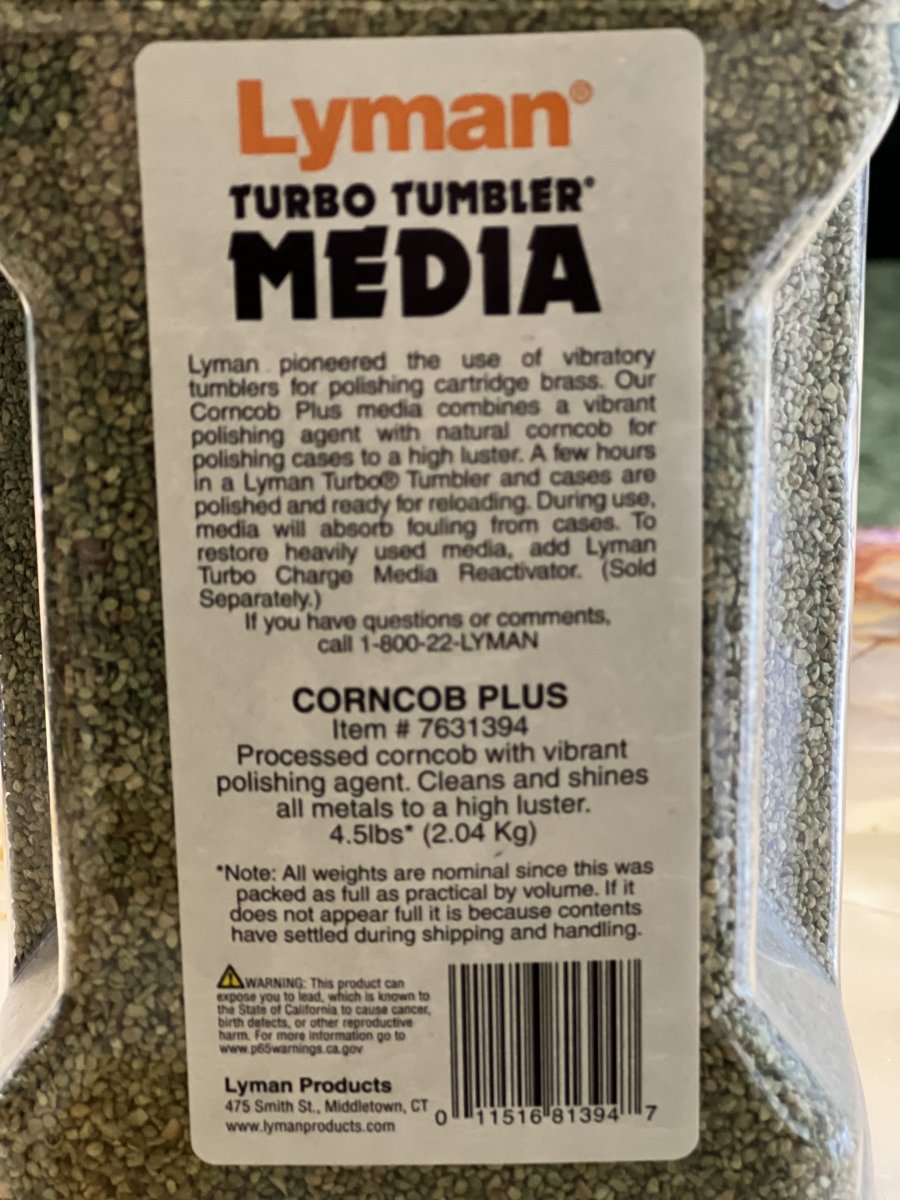 Lyman®
TURBO TUMBLER®
MEDIA
Lyman pioneered the use of vibratory
tumblers for polishing cartridge brass. Our
Corncob Plus media combines a vibrant
polishing agent with natural corncob for
polishing cases to a high luster. A few hours
in a Lyman Turbo® Tumbler and cases are
polished and ready for reloading. During use,
media will absorb fouling from cases. To
restore heavily used media, add Lyman
Turbo Charge Media Reactivator. (Sold
Separately.)
If you have questions or comments,
call 1-800-22-LYMAN
CORNCOB PLUS
Item # 7631394
Processed corncob with vibrant
polishing agent. Cleans and shines
all metals to a high luster.
4.5lbs* (2.04 Kg)
*Note: All weights are nominal since this was
packed as full as practical by volume. If it
does not appear full it is because contents
have settled during shipping and handling.
WARNING: This product can
expose you to lead, which is known to
the State of California to cause cancer,
birth defects, or other reproductive
harm. For more information go to
www.p65warnings.ca.gov
Lyman Products
475 Smith St., Middletown, CT
www.lymanproducts.com
0 11516 81394 7